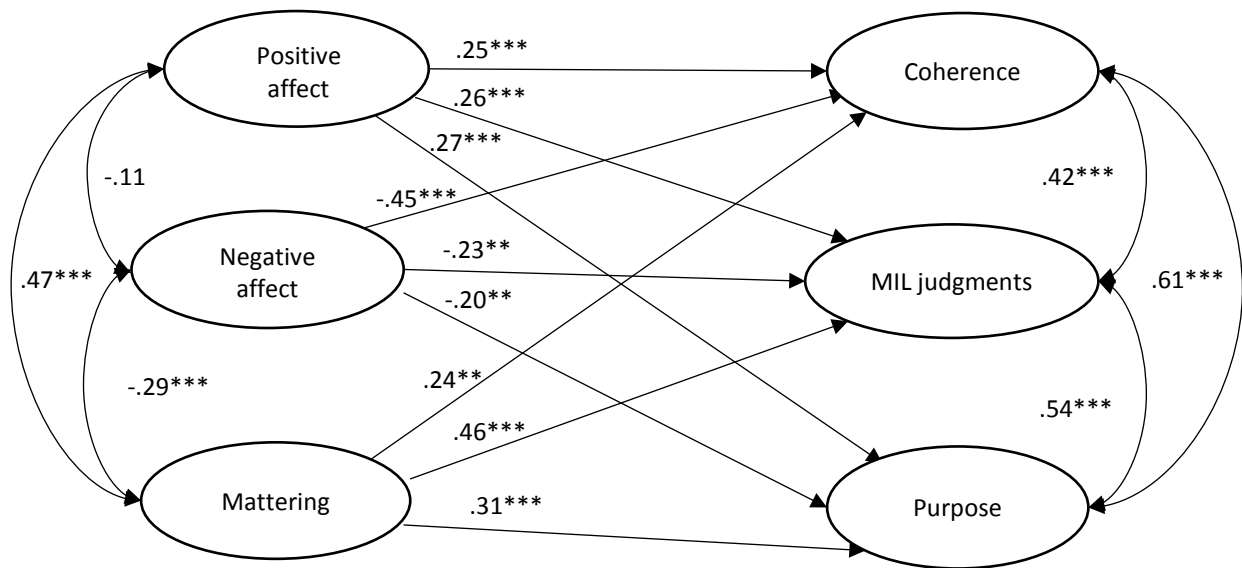 Positive
affect
.25***
Coherence
.26***
.27***
-.11
-.45***
.42***
Negative
affect
-.23**
MIL judgments
.47***
-.20**
.61***
-.29***
.24**
.46***
.54***
Mattering
.31***
Purpose